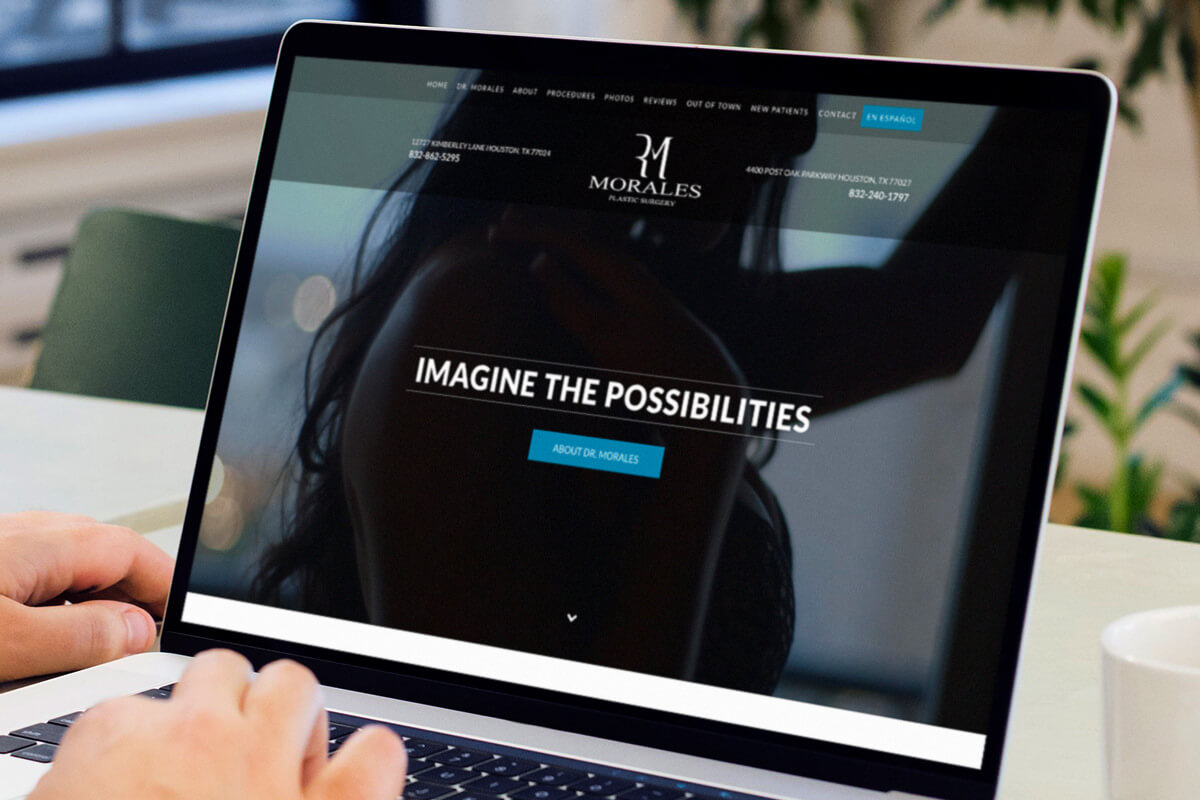 HOME DR. MORALES ABOUT PROCEDURES PHOTOS REVIEWS OUT OF TOWN NEW PATIENTS CONTACT EN ESPAÑOL
12727 KIMBERLEY LANE HOUSTON, TX 77024
832-862-5295
RM
MORALES
PLASTIC SURGERY
4400 POST OAK PARKWAY HOUSTON, TX 77027
832-240-1797
IMAGINE THE POSSIBILITIES
ABOUT DR. MORALES